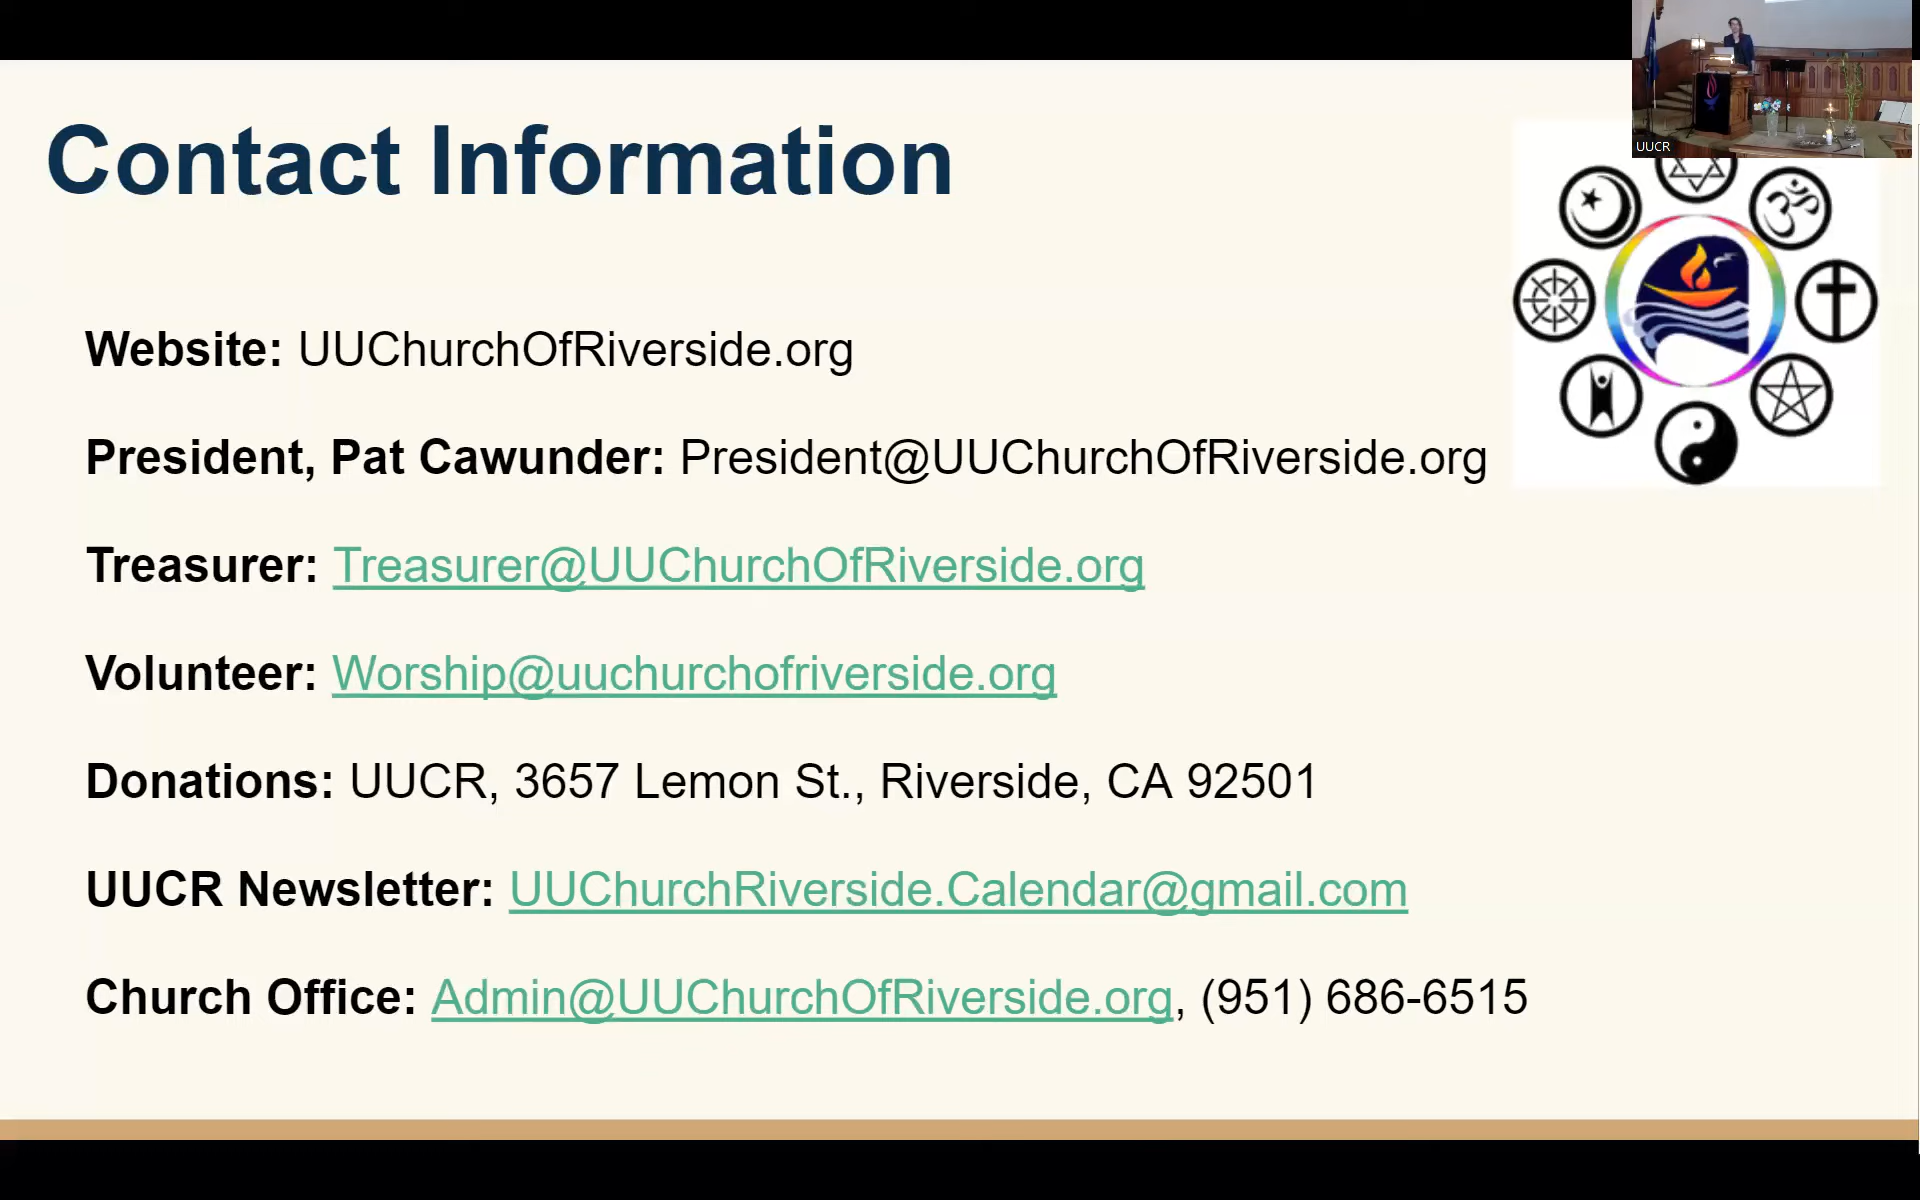 UUCR
Contact Information
Website: UUChurchOfRiverside.org
President, Pat Cawunder: President@UUChurchOfRiverside.org
Treasurer: Treasurer@UUChurchOfRiverside.org
Volunteer: Worship@uuchurchofriverside.org
Donations: UUCR, 3657 Lemon St., Riverside, CA 92501
UUCR Newsletter: UUChurchRiverside.Calendar@gmail.com
Church Office: Admin@UUChurchOfRiverside.org, (951) 686-6515